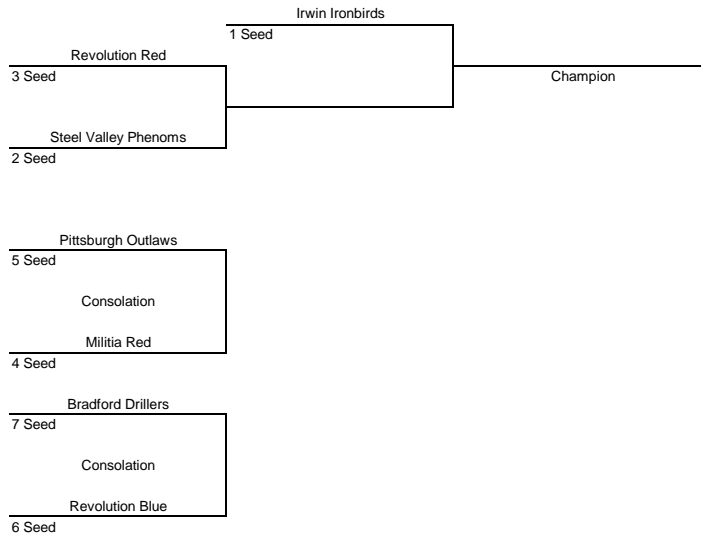 Irwin Ironbirds
1 Seed
Revolution Red
3 Seed
Champion
Steel Valley Phenoms
2 Seed
Pittsburgh Outlaws
5 Seed
Consolation
Militia Red
4 Seed
Bradford Drillers
7 Seed
Consolation
Revolution Blue
6 Seed